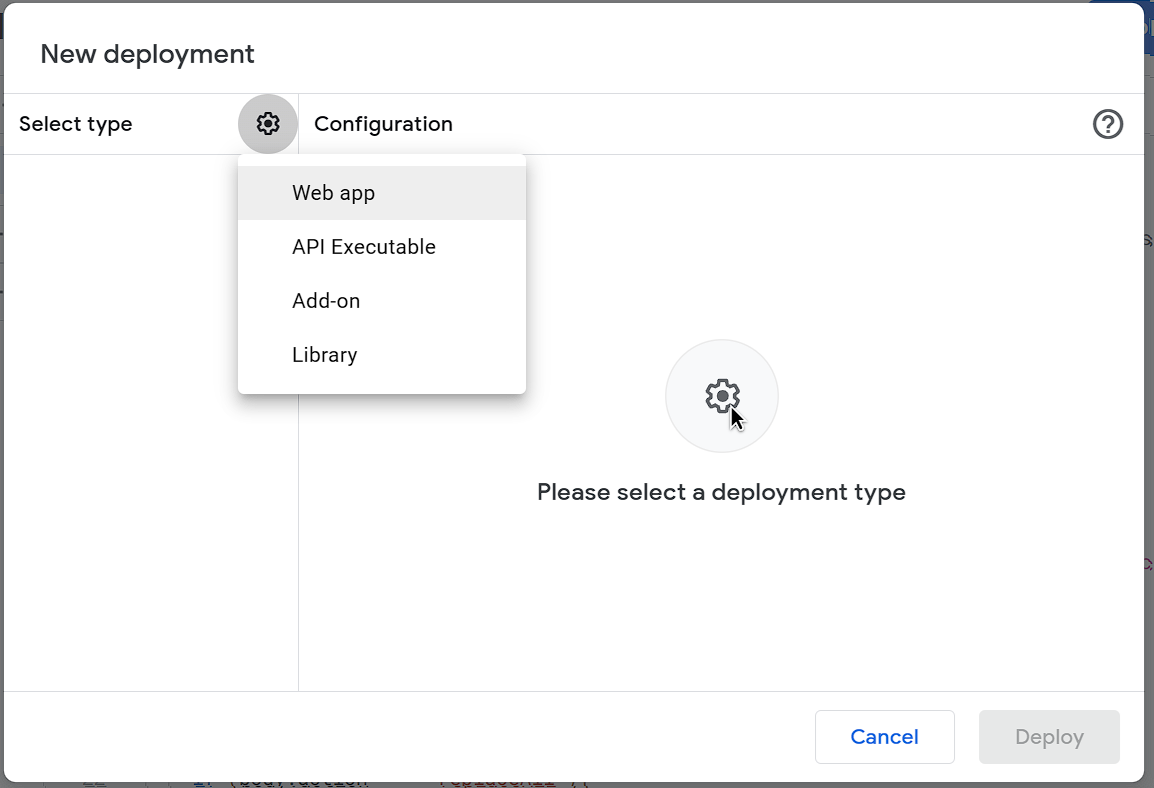 New deployment
Select type
Configuration
Web app
API Executable
Add-on
Library
Please select a deployment type
Cancel
Deploy